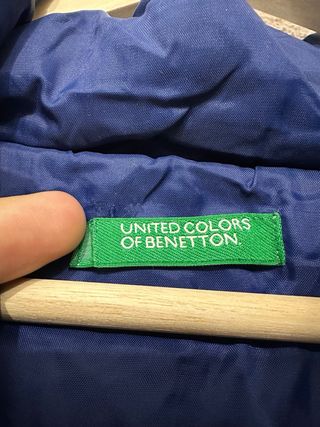 UNITED COLORS
OF BENETTON.